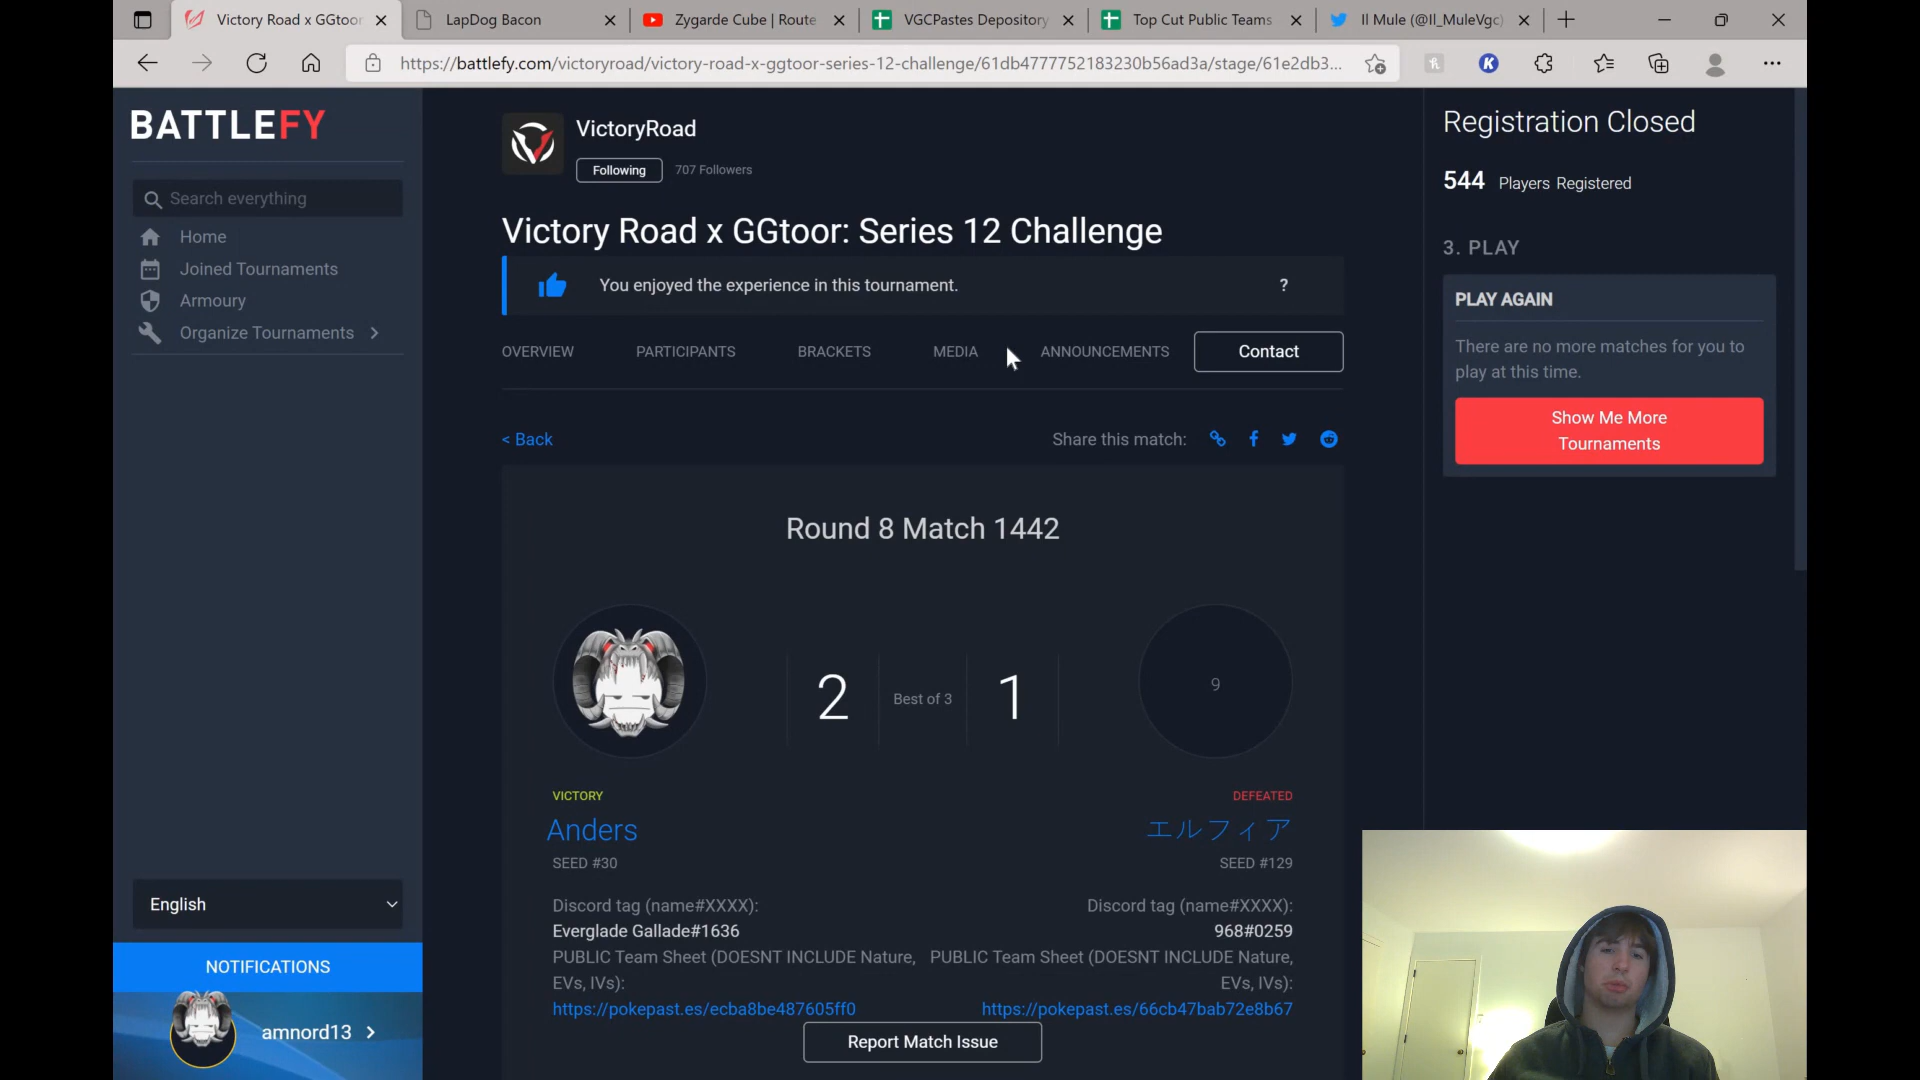 Victory Road x GGtoor
LapDog Bacon
Zygarde Cube | Route
VGCPastes Depository
Top Cut Public Teams
Il Mule (@Il_MuleVgc)
https://battlefy.com/victoryroad/victory-road-x-ggtoor-series-12-challenge/61db4777752183230b56ad3a/stage/61e2db3...
BATTLEFY
Search everything
Home
Joined Tournaments
Armoury
Organize Tournaments
English
NOTIFICATIONS
amnord13
VictoryRoad
Following
707 Followers
Victory Road x GGtoor: Series 12 Challenge
You enjoyed the experience in this tournament.
?
OVERVIEW
PARTICIPANTS
BRACKETS
MEDIA
ANNOUNCEMENTS
Contact
< Back
Share this match:
Round 8 Match 1442
2
Best of 3
1
9
VICTORY
DEFEATED
Anders
エルフィア
SEED #30
SEED #129
Discord tag (name#XXXX):
Everglade Gallade#1636
PUBLIC Team Sheet (DOESNT INCLUDE Nature,
EVs, IVs):
https://pokepast.es/ecba8be487605ff0
Discord tag (name#XXXX):
968#0259
PUBLIC Team Sheet (DOESNT INCLUDE Nature,
EVs, IVs):
https://pokepast.es/66cb47bab72e8b67
Report Match Issue
Registration Closed
544 Players Registered
3. PLAY
PLAY AGAIN
There are no more matches for you to
play at this time.
Show Me More
Tournaments